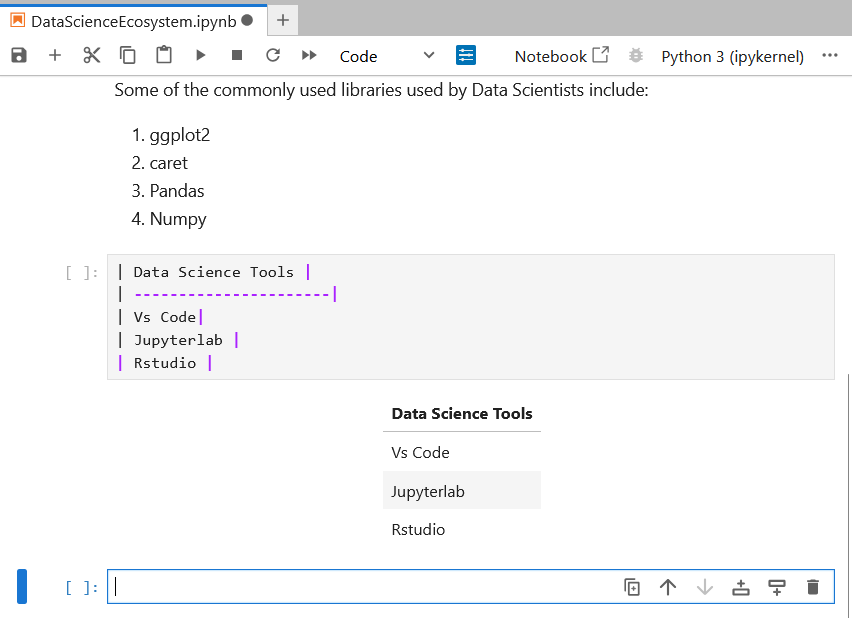 DataScienceEcosystem.ipynb
Code Notebook Python 3 (ipykernel)
Some of the commonly used libraries used by Data Scientists include:
1. ggplot2
2. caret
3. Pandas
4. Numpy
[ ]: | Data Science Tools |
| ----------------------|
| Vs Code|
| Jupyterlab |
| Rstudio |
Data Science Tools
Vs Code
Jupyterlab
Rstudio
[ ]: